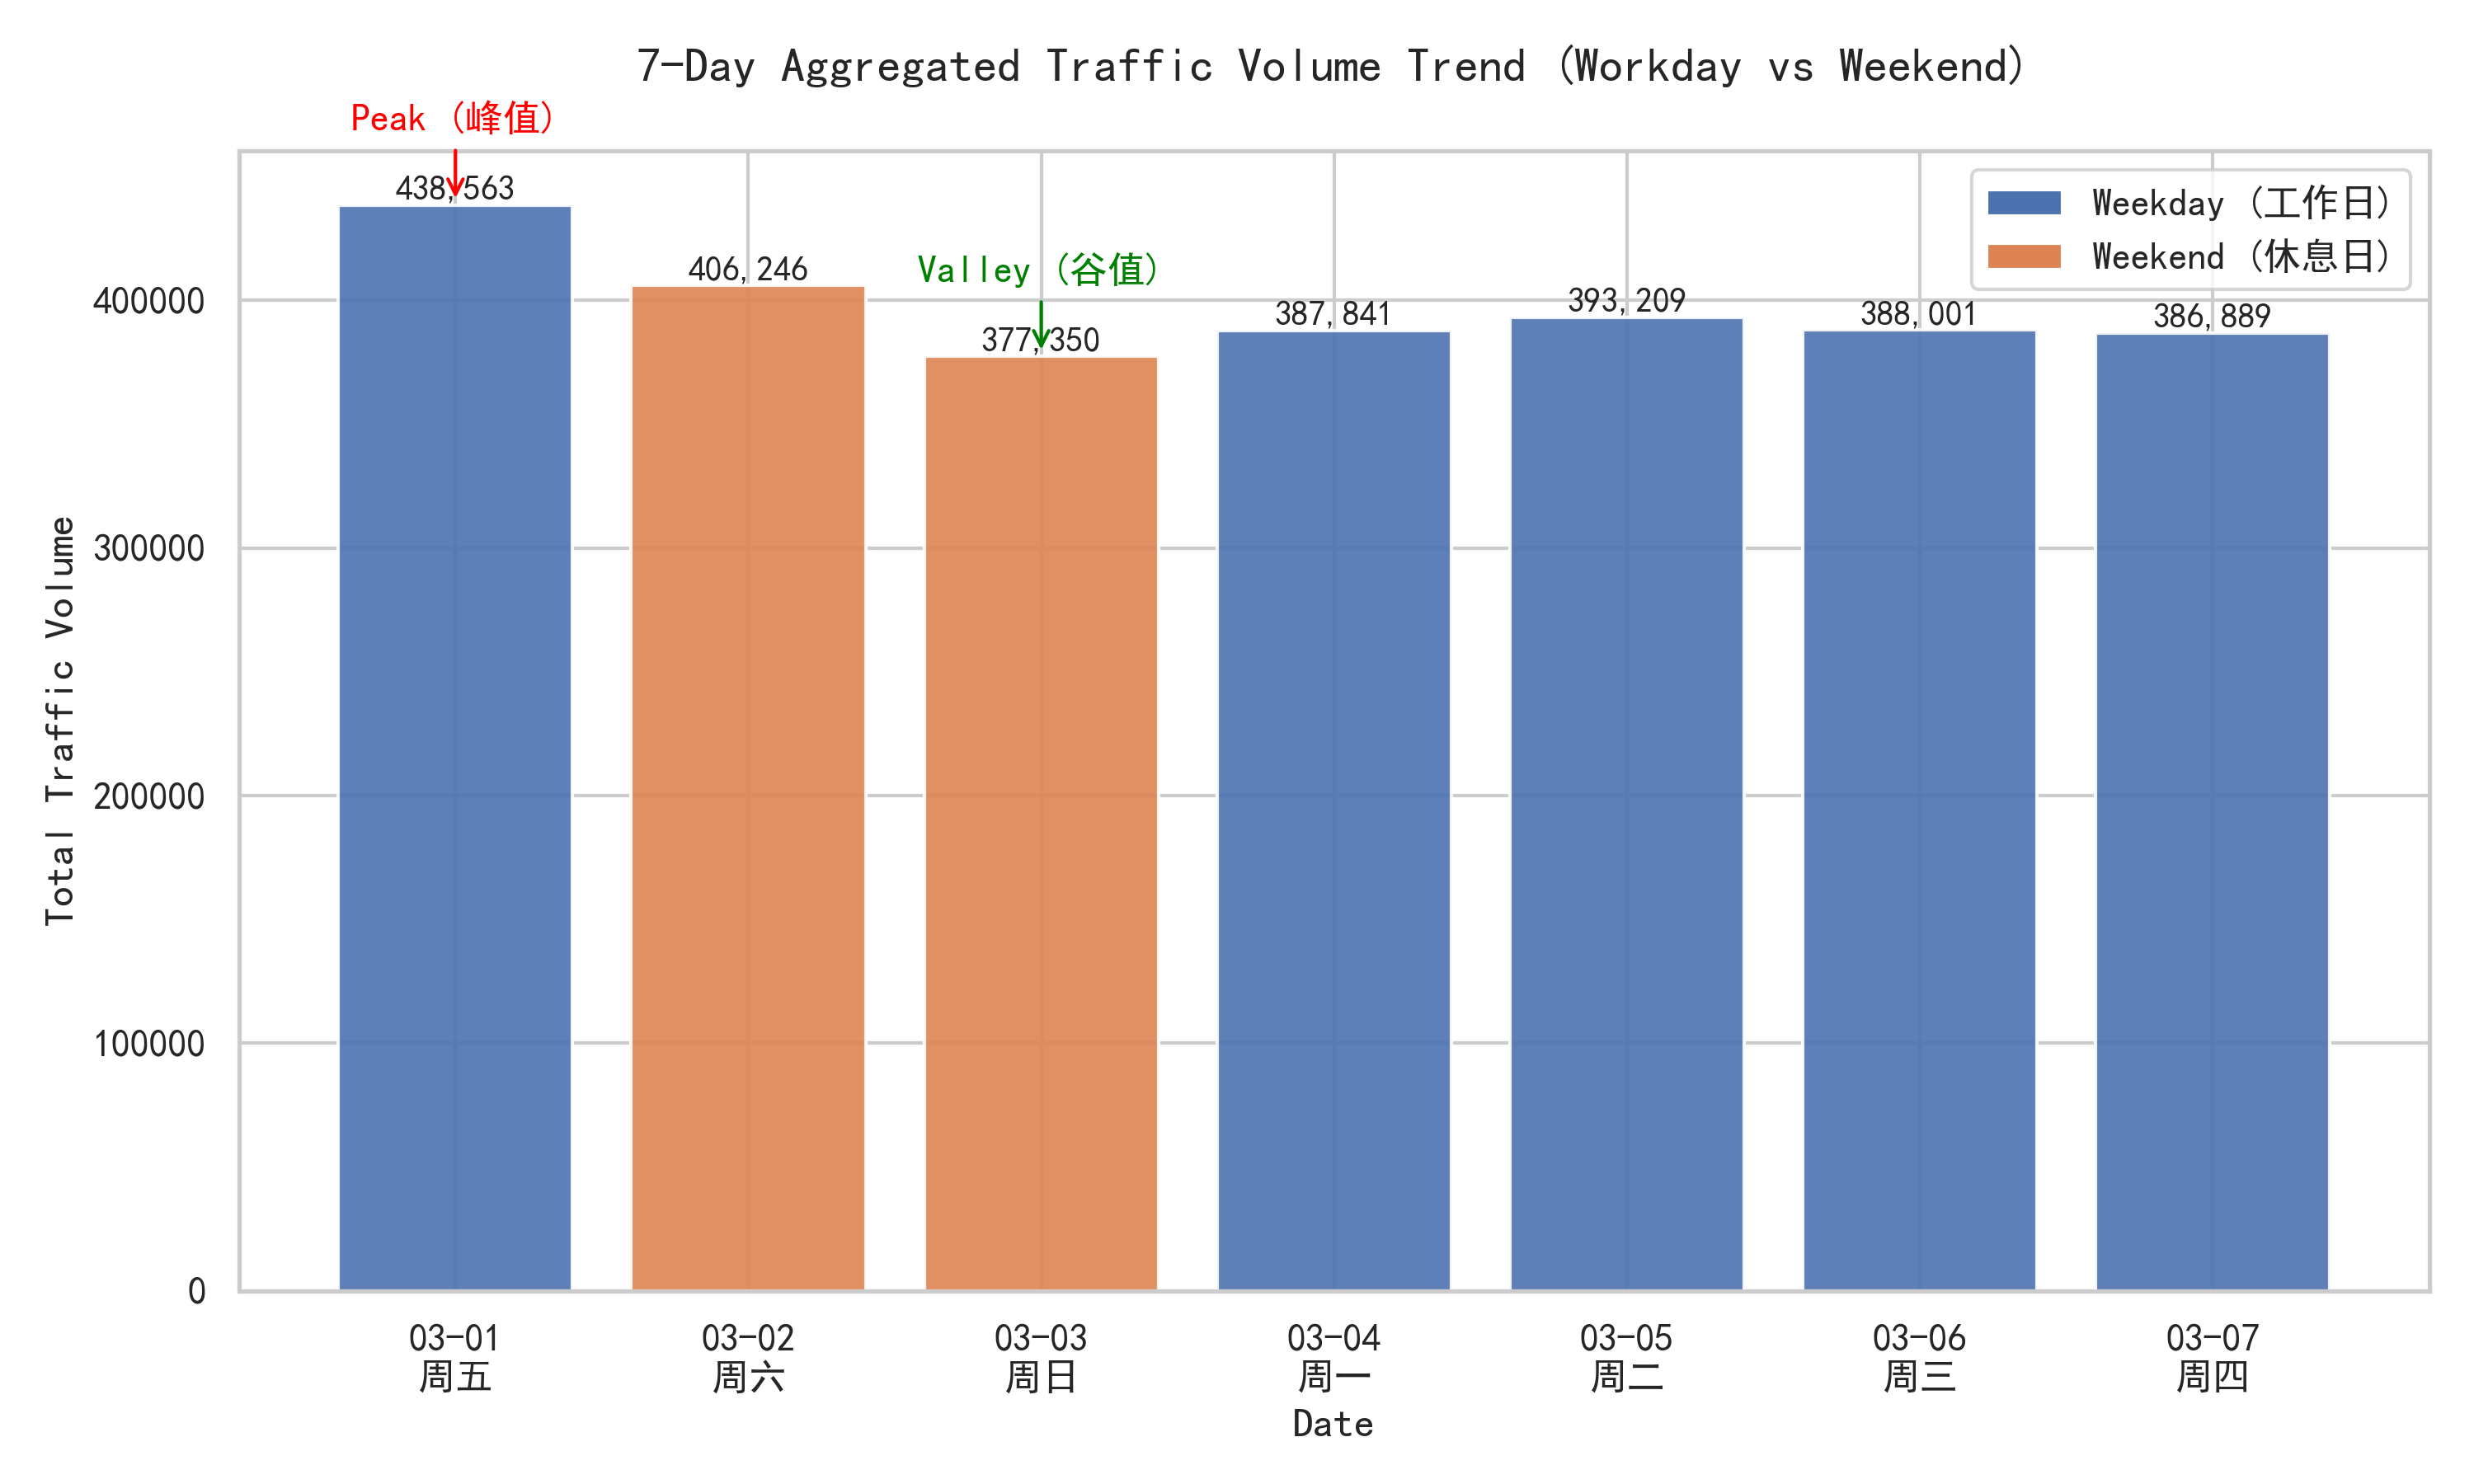 7-Day Aggregated Traffic Volume Trend (Workday vs Weekend)
Peak (峰值)
438,563
406,246
Valley (谷值)
377,350
387,841
393,209
388,001
386,889
Weekday (工作日)
Weekend (休息日)
Total Traffic Volume
400000
300000
200000
100000
0
03-01
周五
03-02
周六
03-03
周日
03-04
周一
03-05
周二
03-06
周三
03-07
周四
Date